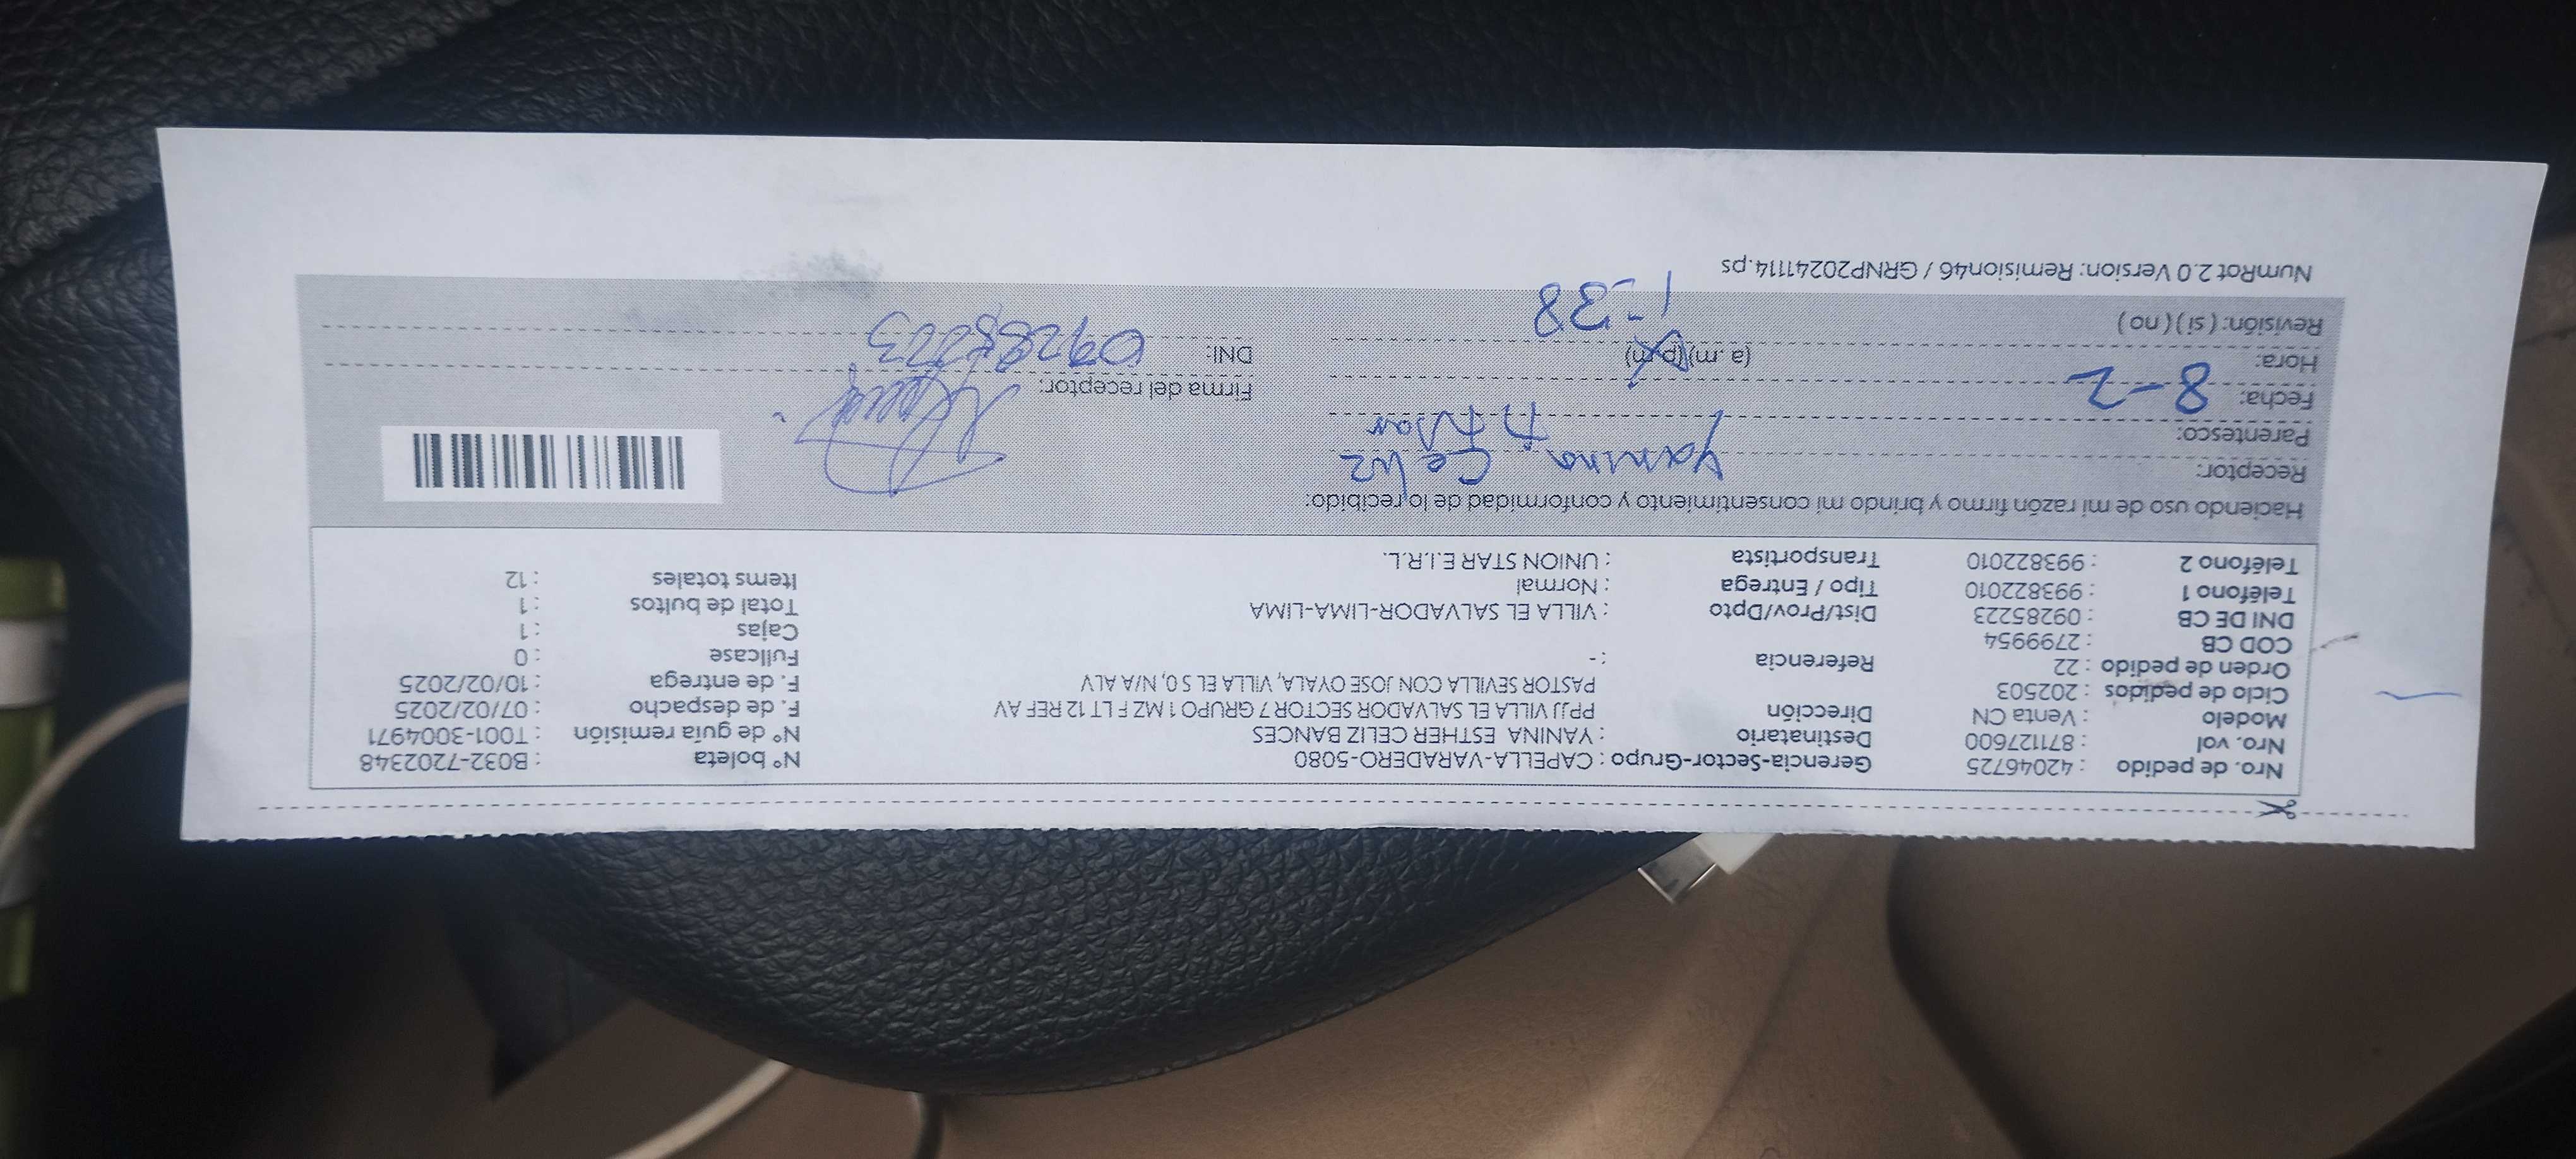 Nro. de pedido : 42046725 Gerencia-Sector-Grupo : CAPELLA-VARADERO-5080 N° boleta : B032-7202348
Nro. vol : 871127600 Destinatario : YANINA ESTHER CELIZ BANCES N° de guía remisión : T001-3004971
Modelo : Venta CN Dirección PPJJ VILLA EL SALVADOR SECTOR 7 GRUPO 1 MZ F LT 12 REF AV F. de despacho : 07/02/2025
Ciclo de pedidos : 202503 PASTOR SEVILLA CON JOSE OYALA, VILLA EL S 0, N/A ALV F. de entrega : 10/02/2025
Orden de pedido : 22 Referencia : - Fullcase : 0
COD CB : 2799954 Cajas : 1
DNI DE CB : 09285223 Dist/Prov/Dpto : VILLA EL SALVADOR-LIMA-LIMA Total de bultos : 1
Teléfono 1 : 993822010 Tipo / Entrega : Normal Items totales : 12
Teléfono 2 : 993822010 Transportista : UNION STAR E.I.R.L.
Haciendo uso de mi razón firmo y brindo mi consentimiento y conformidad de lo recibido:
Receptor: Yanina Celiz
Parentesco: Titular
Fecha: 8-2 Firma del receptor:
Hora: (a.m) (p.m) 1-38 DNI: 09285223
Revisión: ( si ) ( no )
NumRot 2.0 Version: Remision46 / GRNP20241114.ps